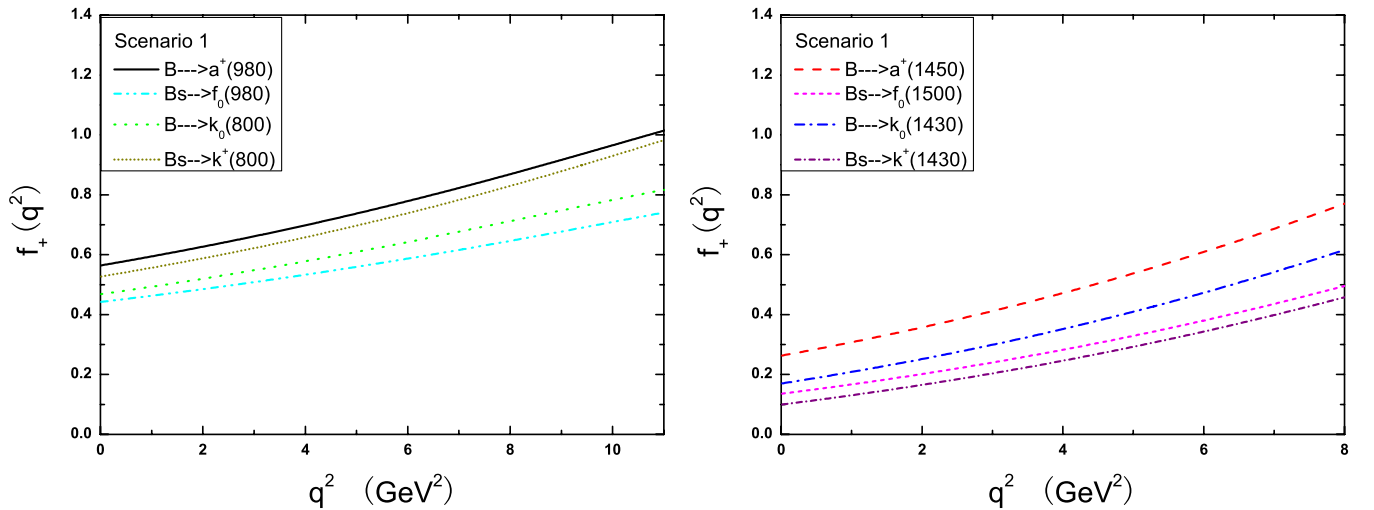 1.4
1.2
1.0
0.8
0.6
0.4
0.2
0.0
f₊(q²)
Scenario 1
B--->a⁺(980)
Bs-->f₀(980)
B--->k₀(800)
Bs-->k⁺(800)
0 2 4 6 8 10
q² (GeV²)
1.4
1.2
1.0
0.8
0.6
0.4
0.2
0.0
f₊(q²)
Scenario 1
B--->a⁺(1450)
Bs-->f₀(1500)
B--->k₀(1430)
Bs-->k⁺(1430)
0 2 4 6 8
q² (GeV²)